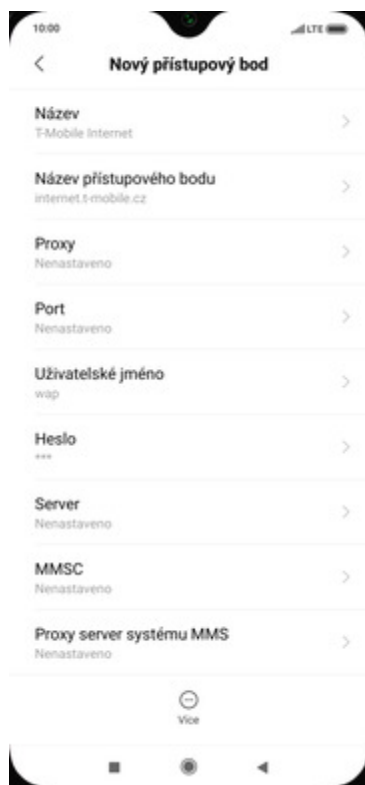 10:00
LTE
Nový přístupový bod
Název
T-Mobile Internet
Název přístupového bodu
internet.t-mobile.cz
Proxy
Nenastaveno
Port
Nenastaveno
Uživatelské jméno
wap
Heslo
***
Server
Nenastaveno
MMSC
Nenastaveno
Proxy server systému MMS
Nenastaveno
Více